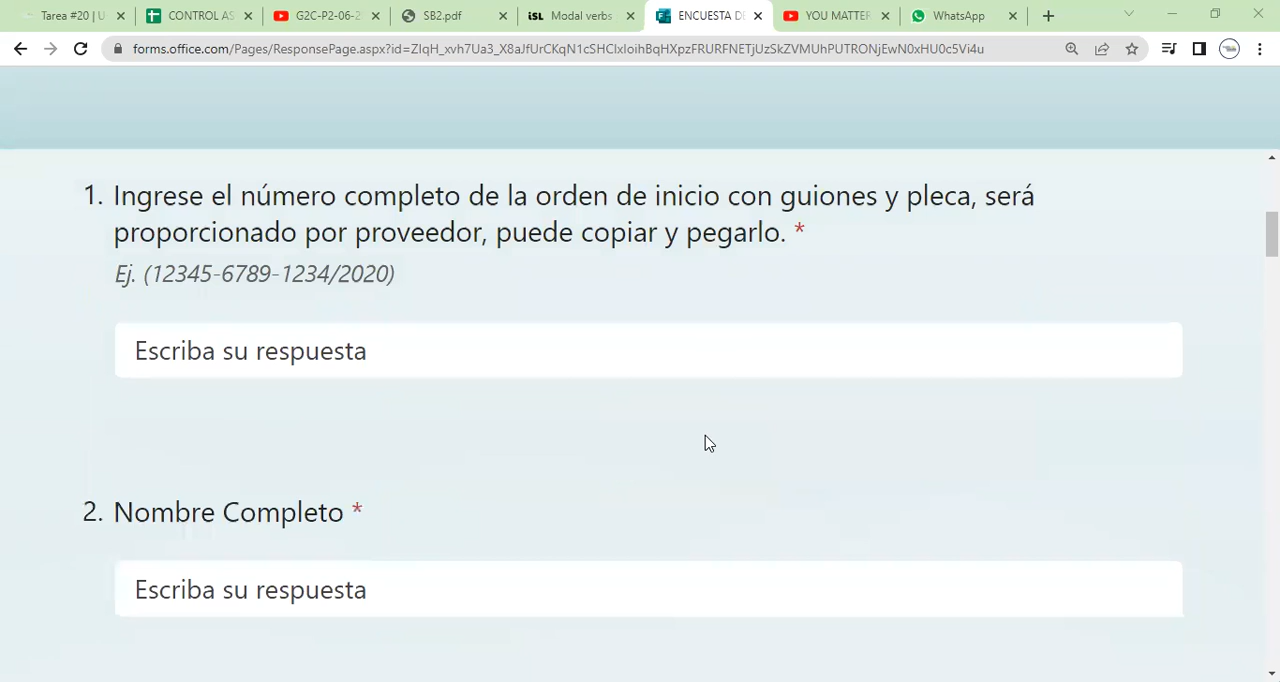 Tarea #20 | U
CONTROL AS
G2C-P2-06-2
SB2.pdf
iSL Modal verbs
ENCUESTA DE
YOU MATTER
WhatsApp
forms.office.com/Pages/ResponsePage.aspx?id=ZIqH_xvh7Ua3_X8aJfUrCKqN1cSHClxloihBqHXpzFRURFNETjUzSkZVMUhPUTRONjEwN0xHU0c5Vi4u
1. Ingrese el número completo de la orden de inicio con guiones y pleca, será
proporcionado por proveedor, puede copiar y pegarlo. *
Ej. (12345-6789-1234/2020)
Escriba su respuesta
2. Nombre Completo *
Escriba su respuesta